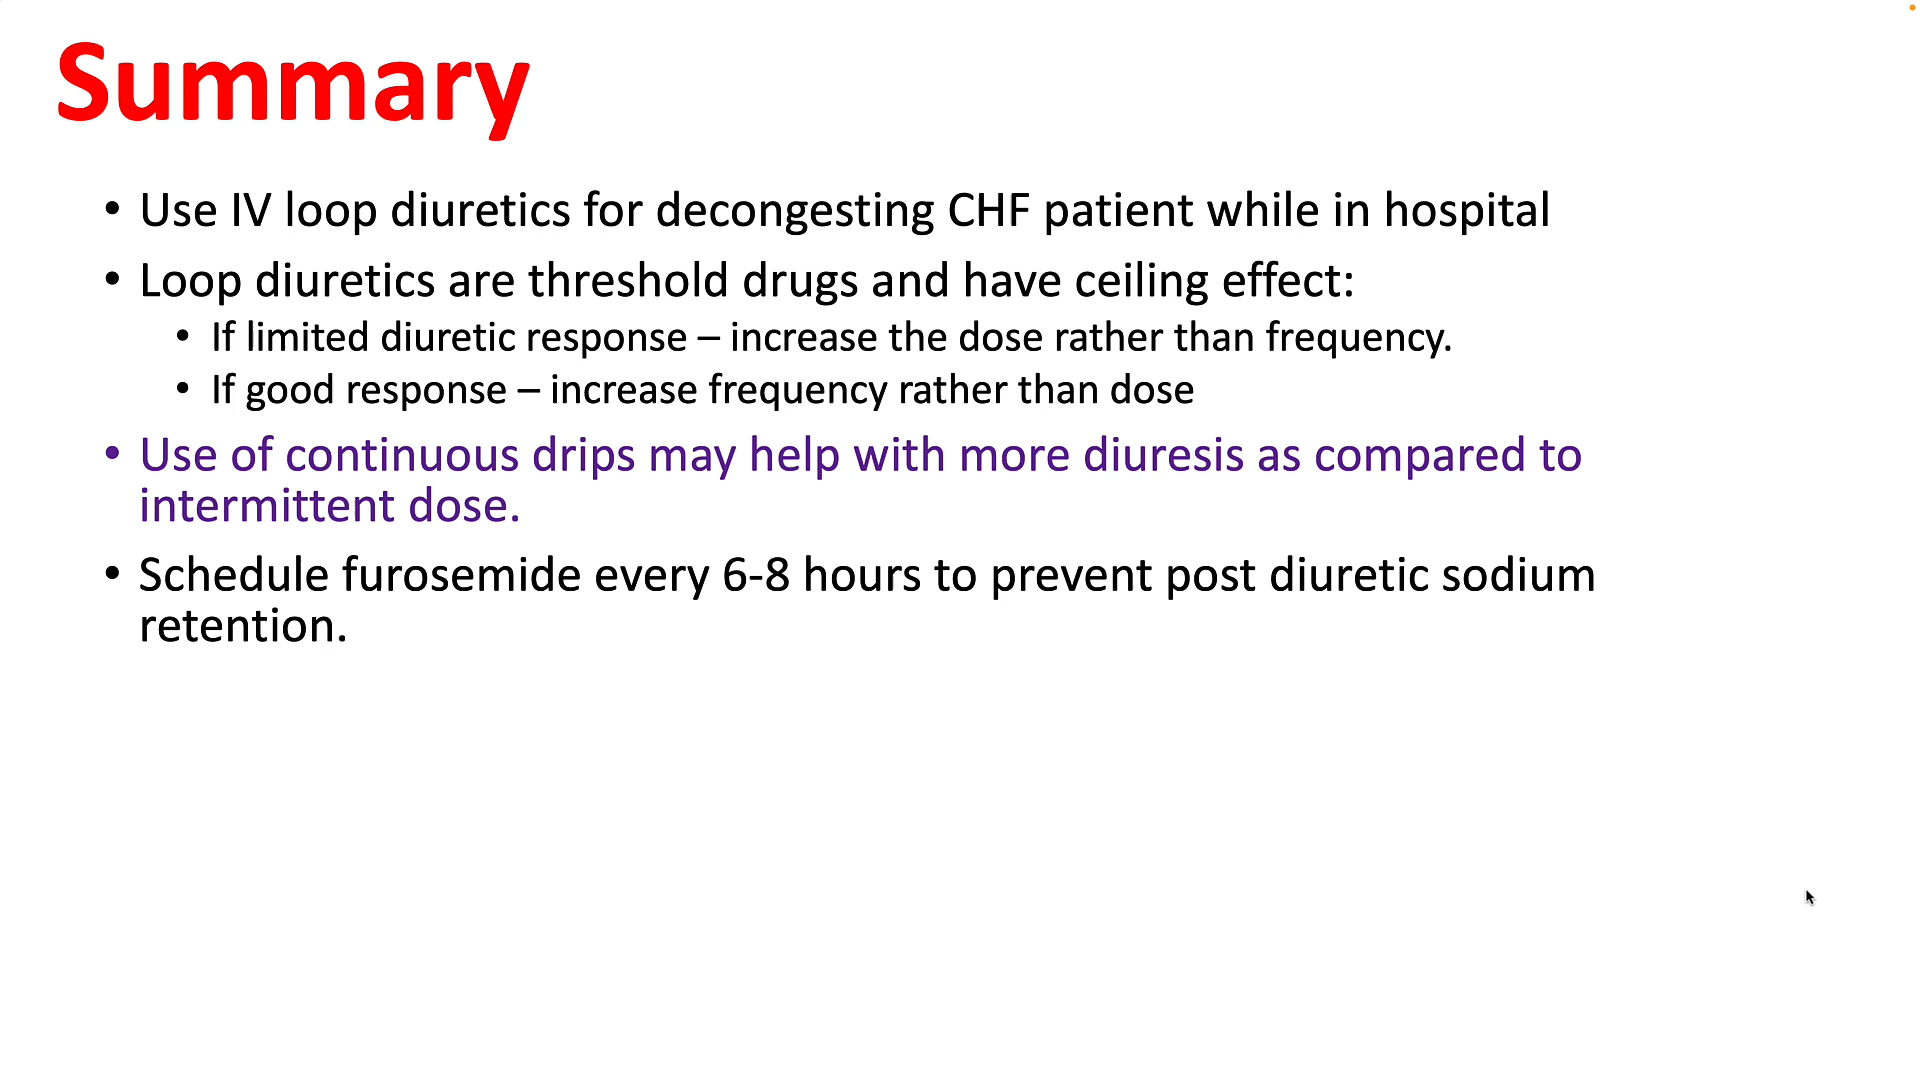 Summary
• Use IV loop diuretics for decongesting CHF patient while in hospital
• Loop diuretics are threshold drugs and have ceiling effect:
• If limited diuretic response – increase the dose rather than frequency.
• If good response – increase frequency rather than dose
• Use of continuous drips may help with more diuresis as compared to
intermittent dose.
• Schedule furosemide every 6-8 hours to prevent post diuretic sodium
retention.